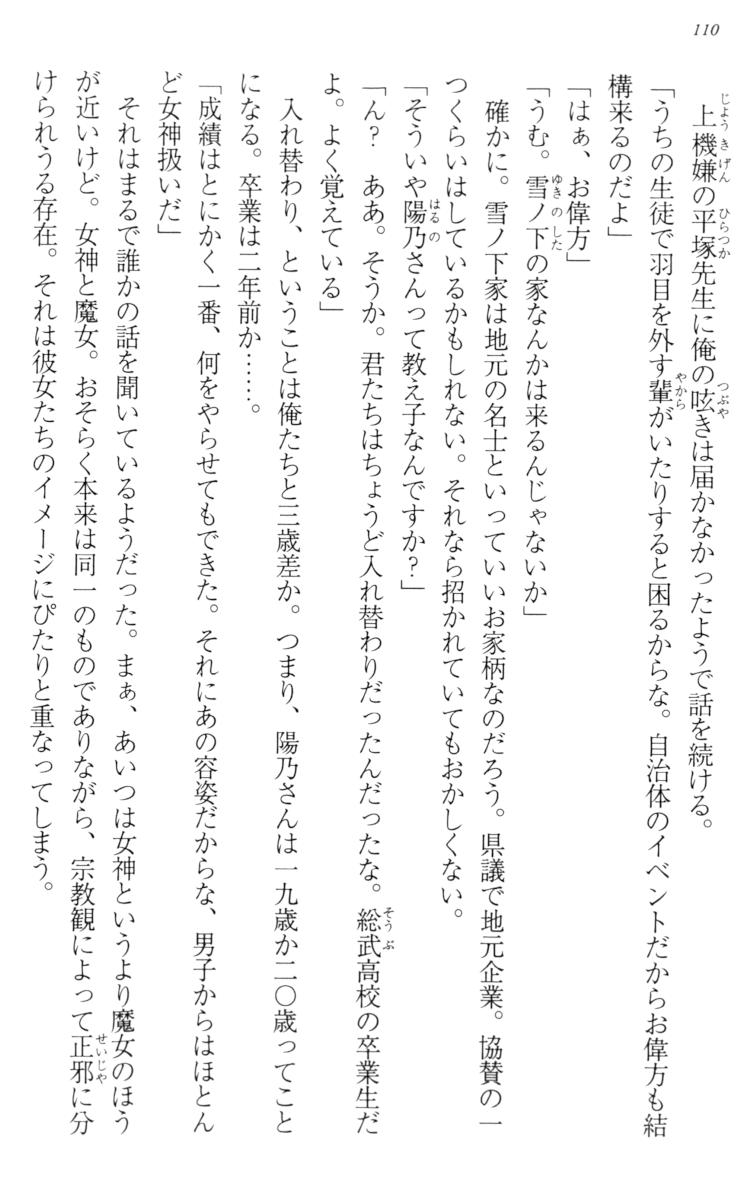 110
上機嫌の平塚先生に俺の呟きは届かなかったようで話を続ける。
「うちの生徒で羽目を外す輩がいたりすると困るからな。自治体のイベントだからお偉方も結
構来るのだよ」
「はぁ、お偉方」
「うむ。雪ノ下の家なんかは来るんじゃないか」
確かに。雪ノ下家は地元の名士といっていいお家柄なのだろう。県議で地元企業。協賛の一
つくらいはしているかもしれない。それなら招かれていてもおかしくない。
「そういや陽乃さんって教え子なんですか？」
「ん？　ああ。そうか。君たちはちょうど入れ替わりだったんだったな。総武高校の卒業生だ
よ。よく覚えている」
入れ替わり、ということは俺たちと三歳差か。つまり、陽乃さんは一九歳か二〇歳ってこと
になる。卒業は二年前か……。
「成績はとにかく一番、何をやらせてもできた。それにあの容姿だからな、男子からはほとん
ど女神扱いだ」
それはまるで誰かの話を聞いているようだった。まぁ、あいつは女神というより魔女のほう
が近いけど。女神と魔女。おそらく本来は同一のものでありながら、宗教観によって正邪に分
けられうる存在。それは彼女たちのイメージにぴたりと重なってしまう。